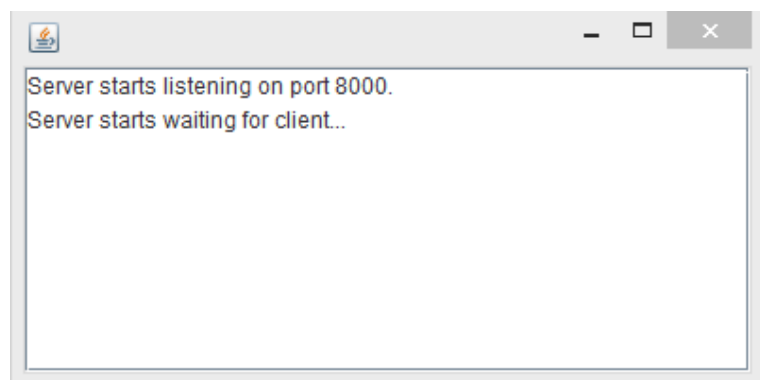 Server starts listening on port 8000.
Server starts waiting for client...